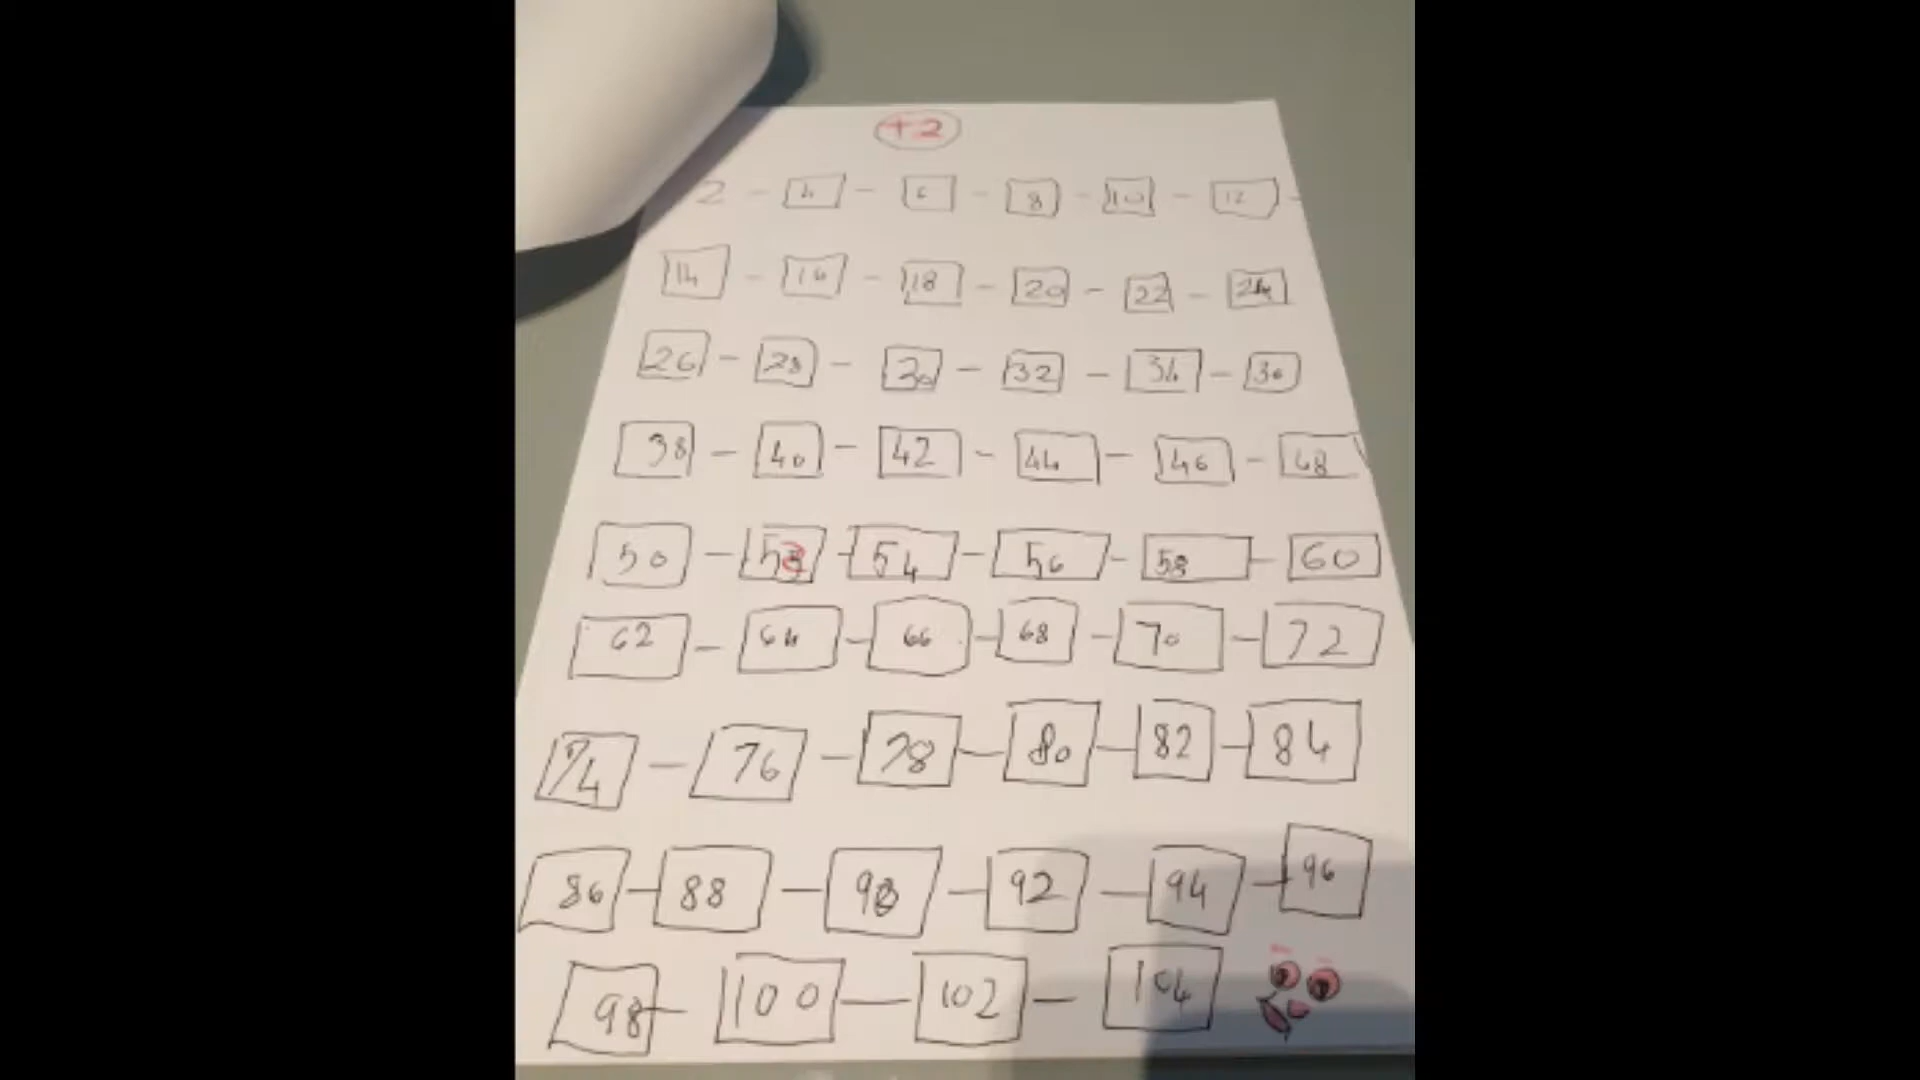 +2
2 - 4 - 6 - 8 - 10 - 12 -
14 - 16 - 18 - 20 - 22 - 24
26 - 28 - 30 - 32 - 34 - 36
38 - 40 - 42 - 44 - 46 - 48
50 - 52 - 54 - 56 - 58 - 60
62 - 64 - 66 - 68 - 70 - 72
74 - 76 - 78 - 80 - 82 - 84
86 - 88 - 90 - 92 - 94 - 96
98 - 100 - 102 - 104